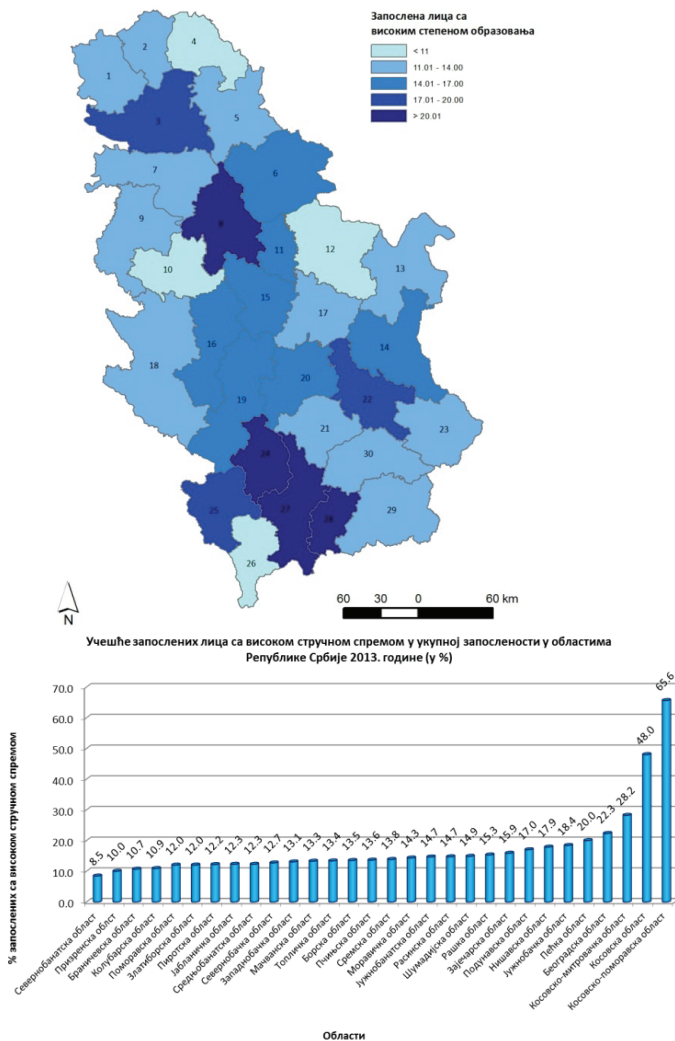 Запослена лица са
високим степеном образовања
< 11
11.01 - 14.00
14.01 - 17.00
17.01 - 20.00
> 20.01
1
2
4
3
5
7
6
8
9
10
11
12
13
15
17
14
16
18
19
20
22
21
23
24
30
25
27
28
29
26
N
60 30 0 60 km
Учешће запослених лица са високом стручном спремом у укупној запослености у областима
Републике Србије 2013. године (у %)
% запослених са високом стручном спремом
70.0
60.0
50.0
40.0
30.0
20.0
10.0
0.0
8.5
10.0
10.7
10.9
12.0
12.0
12.2
12.3
12.3
12.7
13.1
13.3
13.4
13.5
13.6
13.8
14.3
14.7
14.7
14.9
15.3
15.9
17.0
17.9
18.4
20.0
22.3
28.2
48.0
65.6
Севернобанатска област
Призренска облст
Браничевска област
Колубарска област
Поморавска област
Златиборска област
Пиротска област
Јабланичка област
Средњобанатска област
Севернобачка област
Западнобачка област
Мачванска област
Топличка област
Борска област
Пчињска област
Сремска област
Моравичка област
Јужнобанатска област
Расинска област
Шумадијска област
Рашка област
Зајечарска област
Подунавска област
Нишавска област
Јужнобачка област
Пећка област
Београдска област
Косовско-митровачка област
Косовска област
Косовско-поморавска област
Области